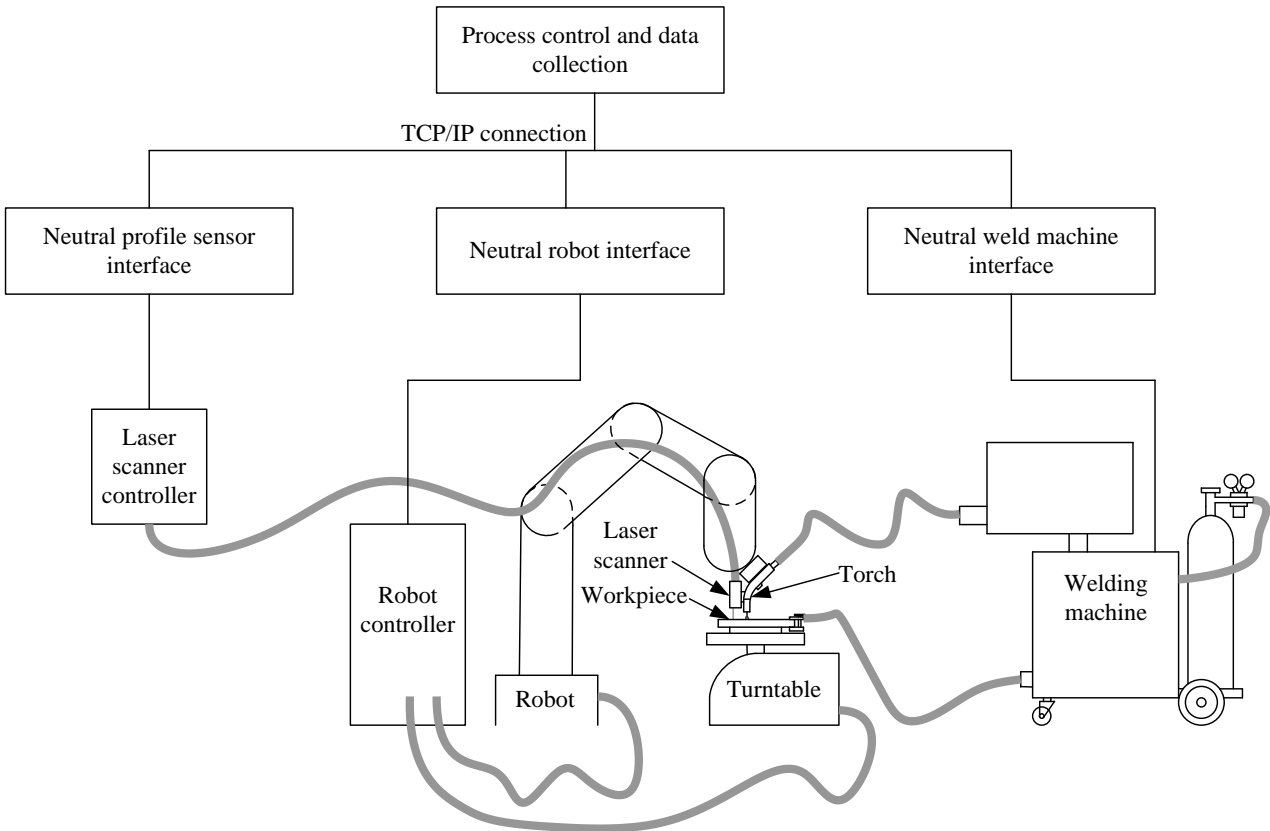 Process control and data
collection
TCP/IP connection
Neutral profile sensor
interface
Neutral robot interface
Neutral weld machine
interface
Laser
scanner
controller
Laser
scanner
Workpiece
Torch
Robot
controller
Welding
machine
Robot
Turntable